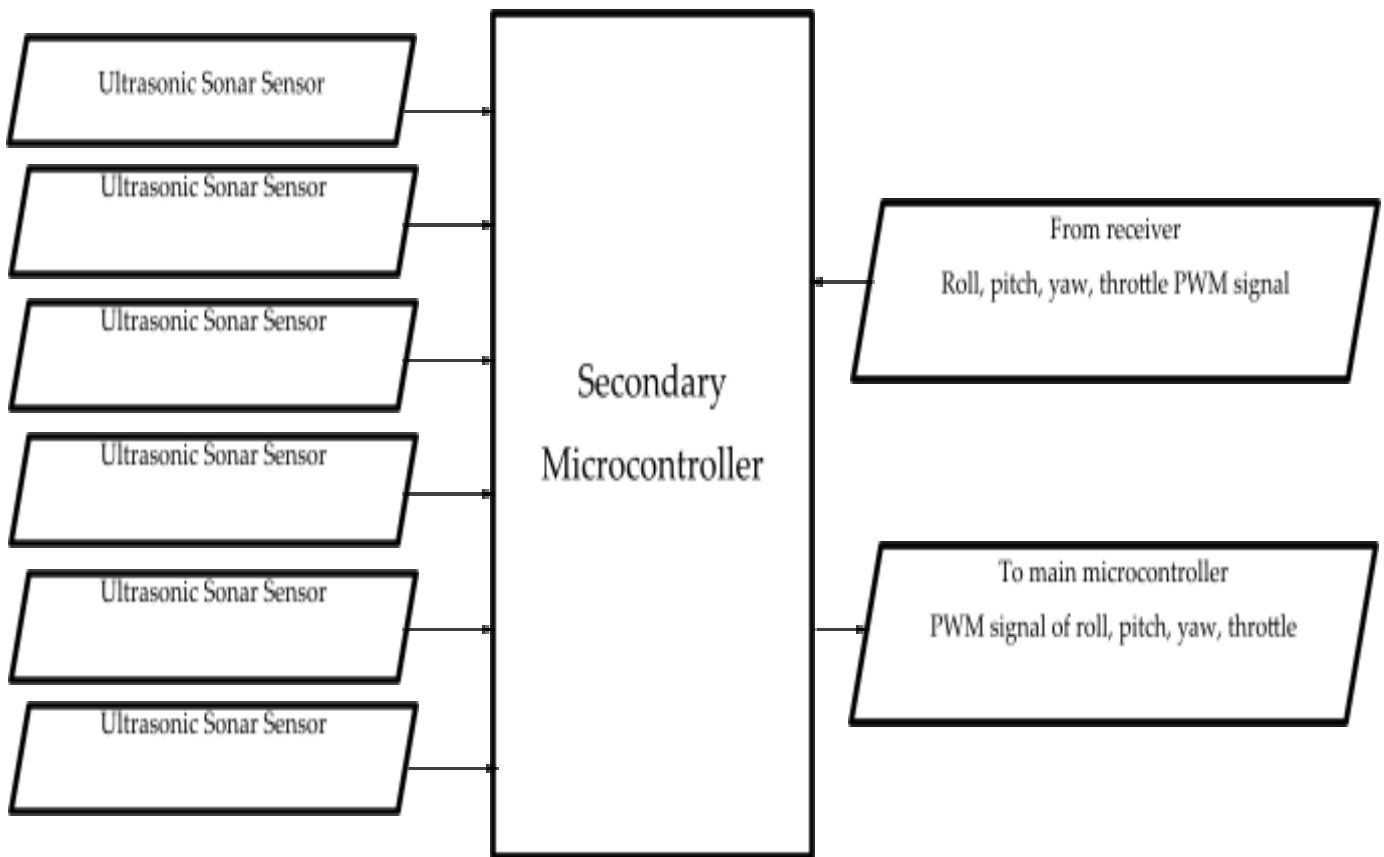 Ultrasonic Sonar Sensor
Ultrasonic Sonar Sensor
Ultrasonic Sonar Sensor
Ultrasonic Sonar Sensor
Ultrasonic Sonar Sensor
Ultrasonic Sonar Sensor
Secondary
Microcontroller
From receiver
Roll, pitch, yaw, throttle PWM signal
To main microcontroller
PWM signal of roll, pitch, yaw, throttle